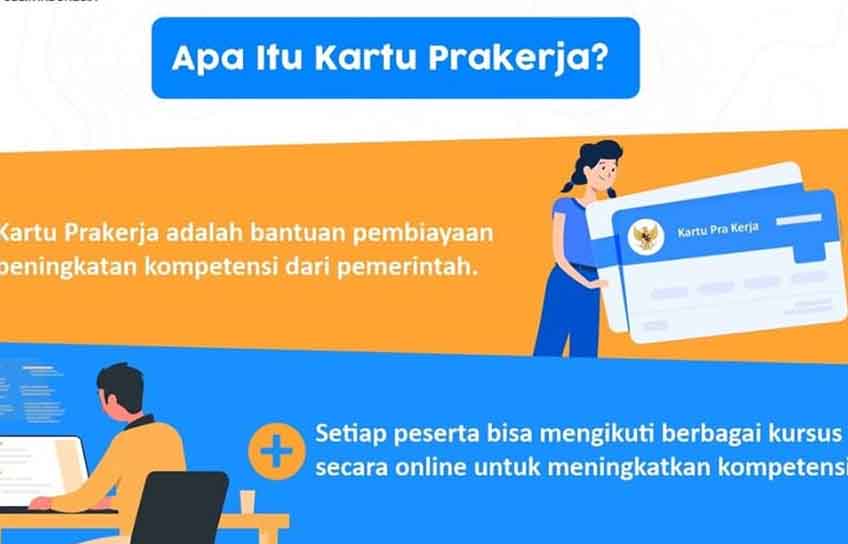 Apa Itu Kartu Prakerja?
Kartu Prakerja adalah bantuan pembiayaan
peningkatan kompetensi dari pemerintah.
Kartu Pra Kerja
Setiap peserta bisa mengikuti berbagai kursus
secara online untuk meningkatkan kompetensi